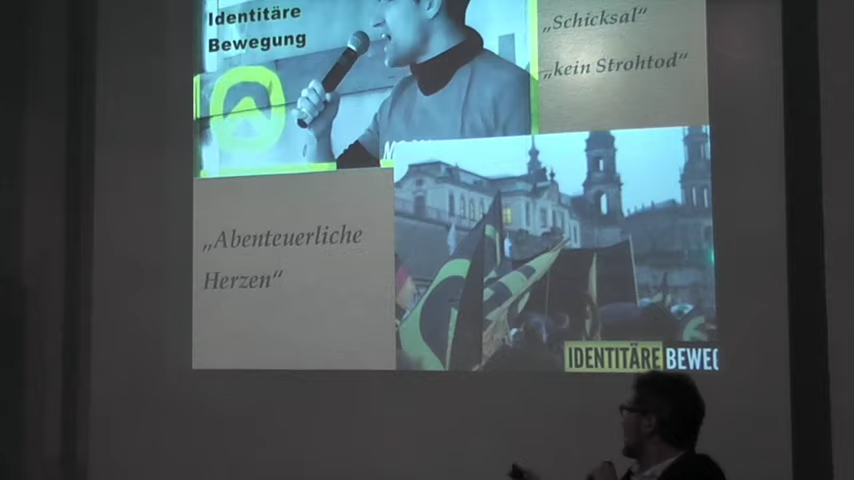 Identitäre
Bewegung
„Schicksal“
„kein Strohtod“
„Abenteuerliche
Herzen“
IDENTITÄRE BEWEG